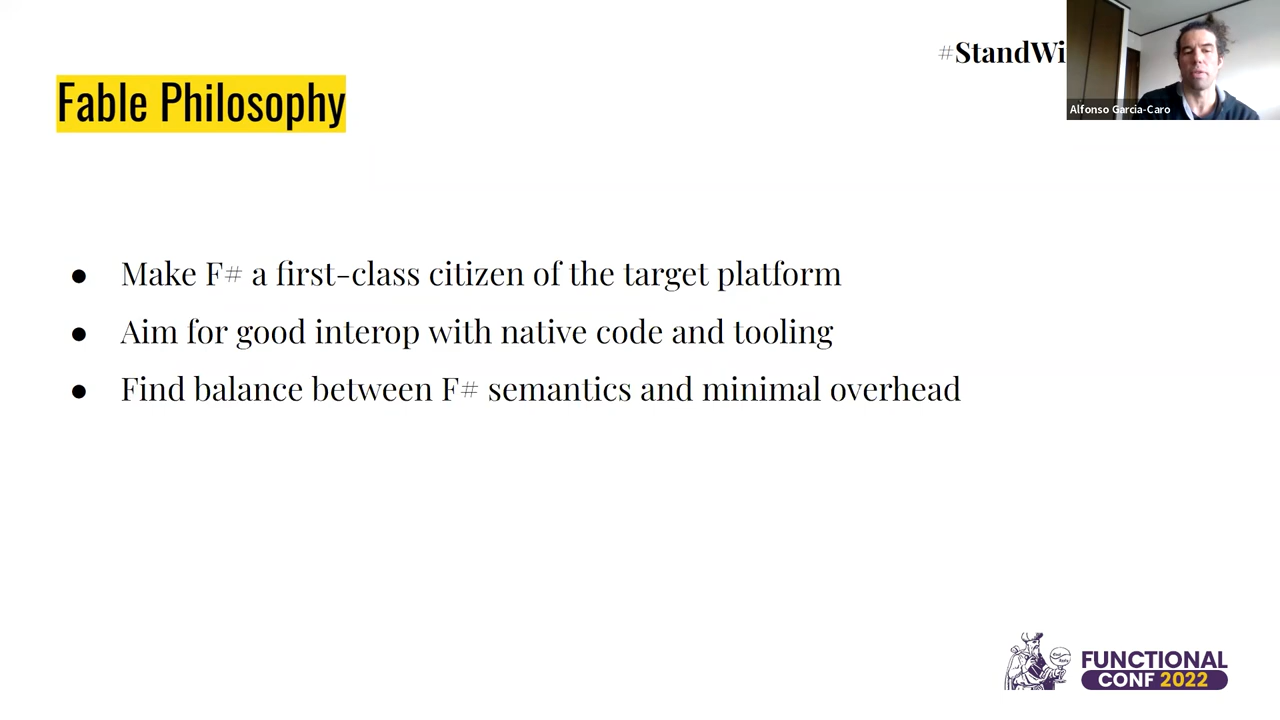 #StandWi
Alfonso Garcia-Caro
Fable Philosophy
● Make F# a first-class citizen of the target platform
● Aim for good interop with native code and tooling
● Find balance between F# semantics and minimal overhead
FUNCTIONAL
CONF 2022